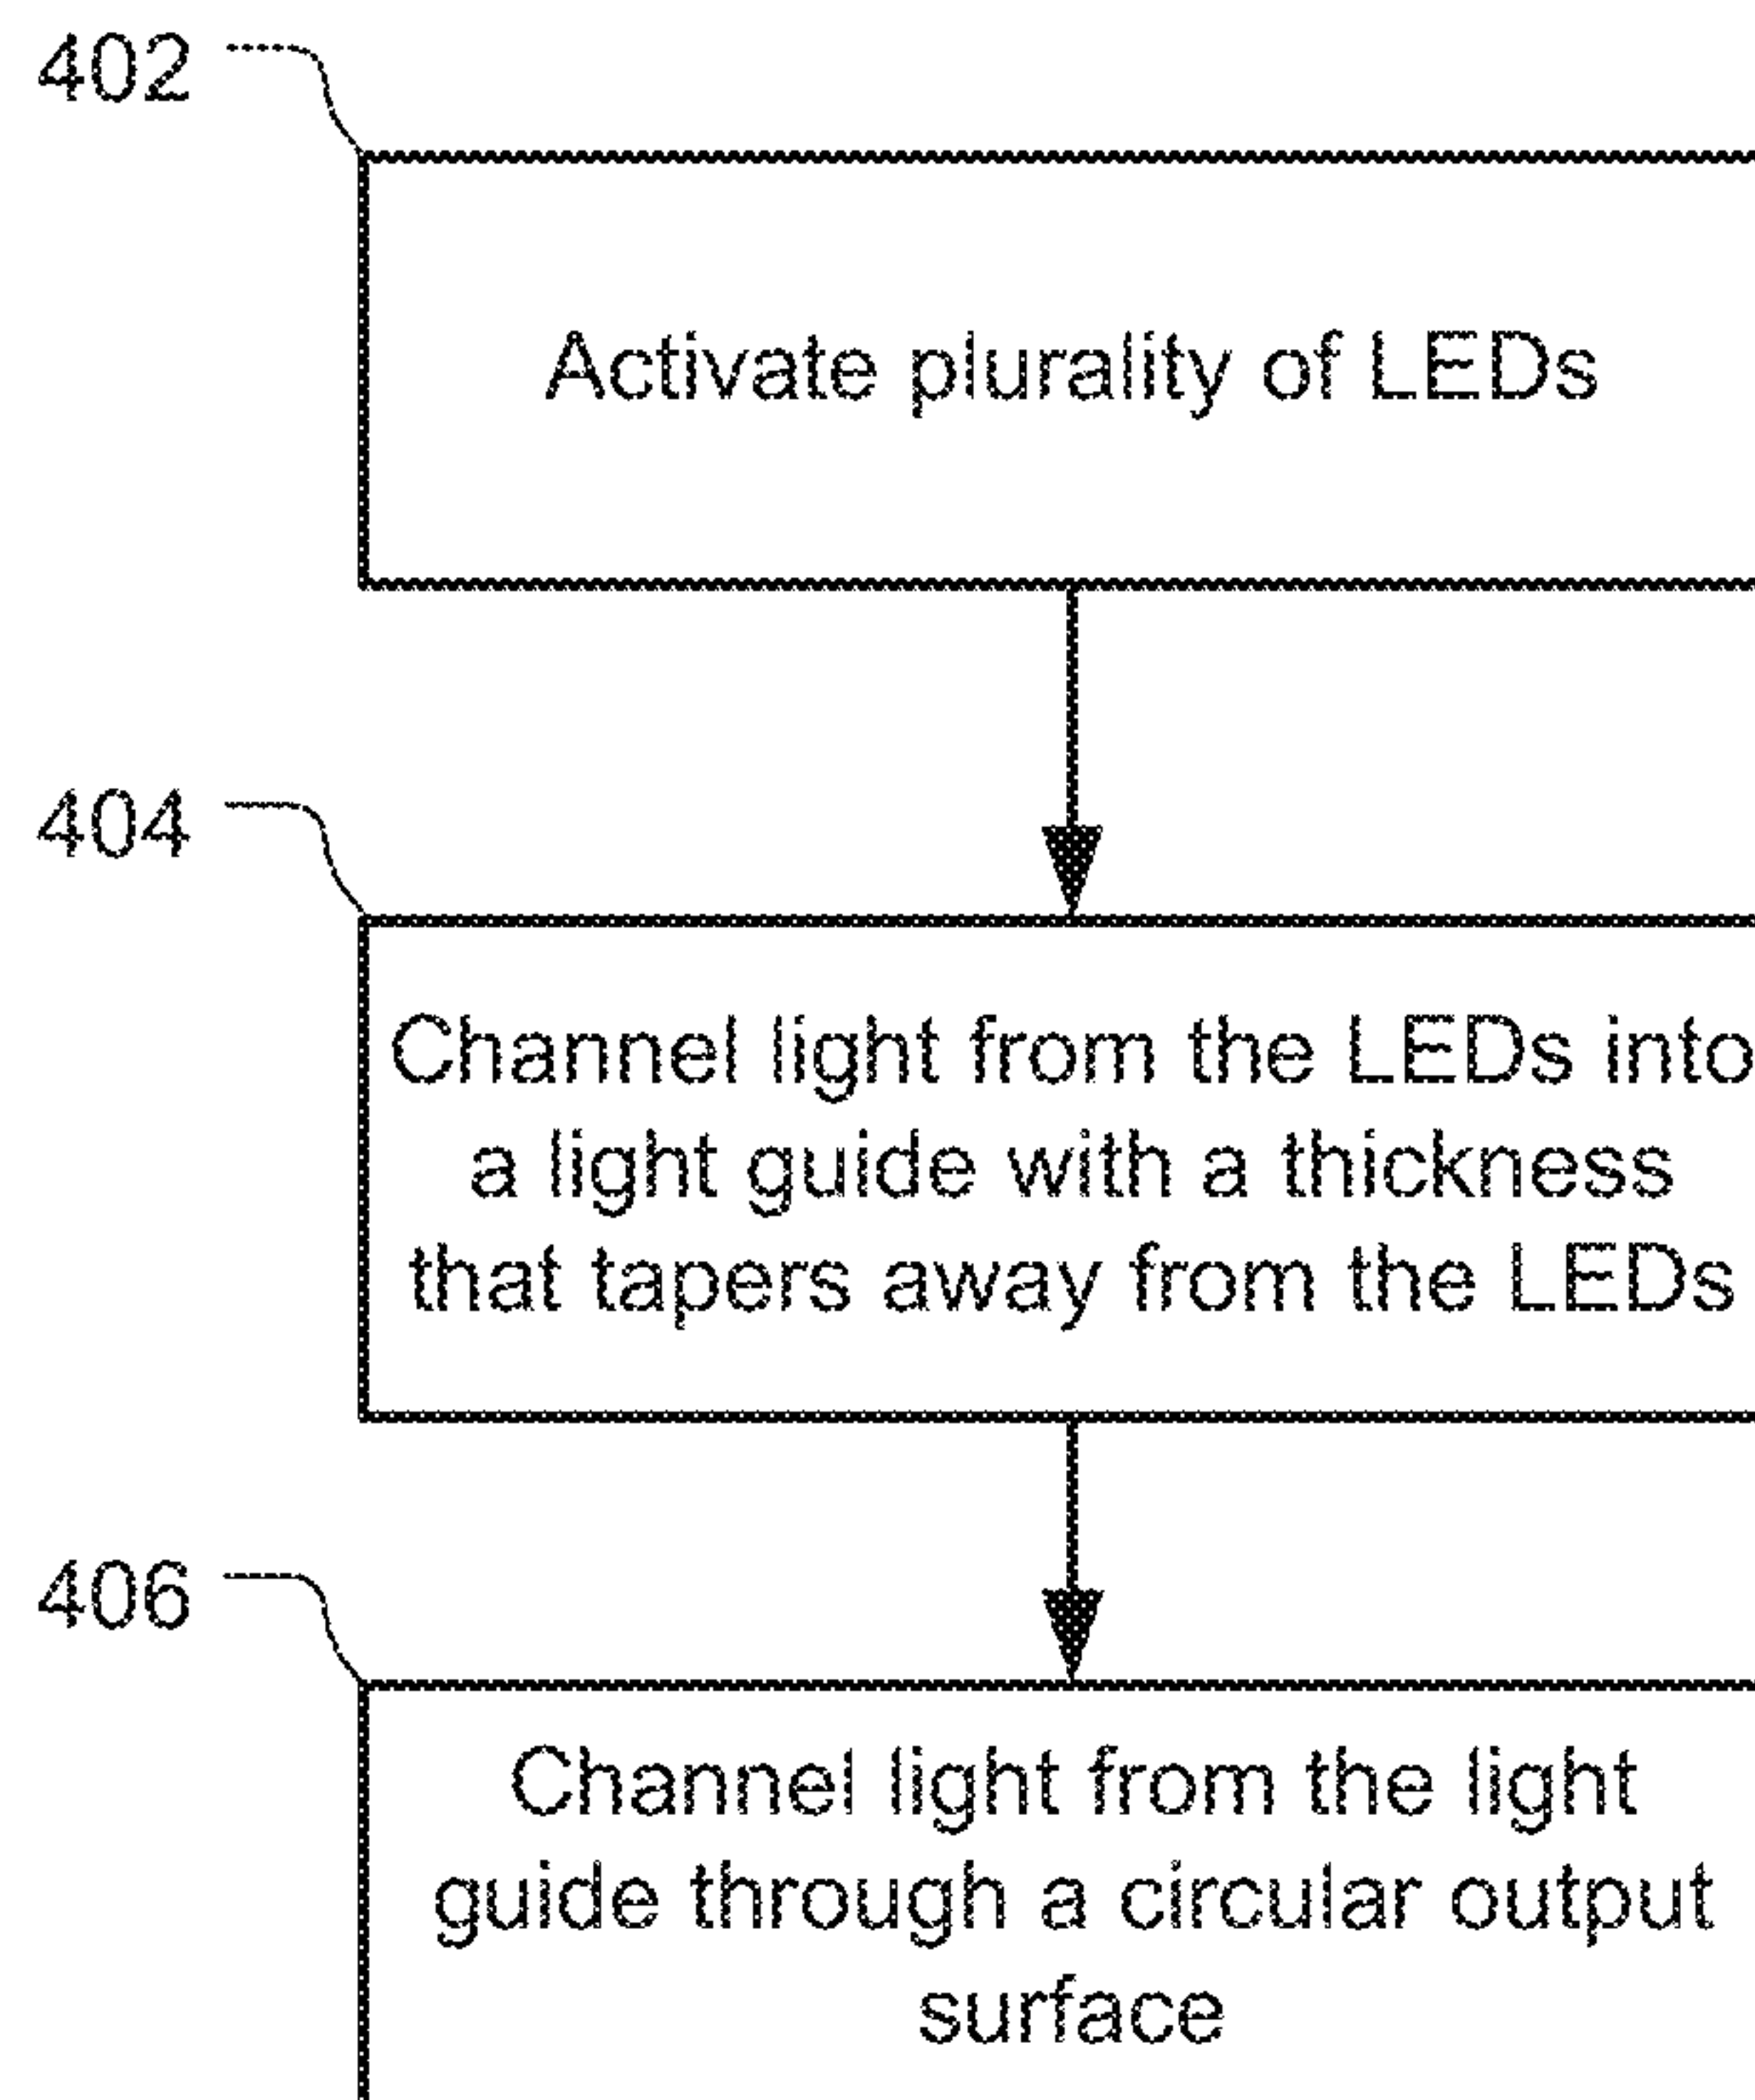 402
Activate plurality of LEDs
404
Channel light from the LEDs into
a light guide with a thickness
that tapers away from the LEDs
406
Channel light from the light
guide through a circular output
surface